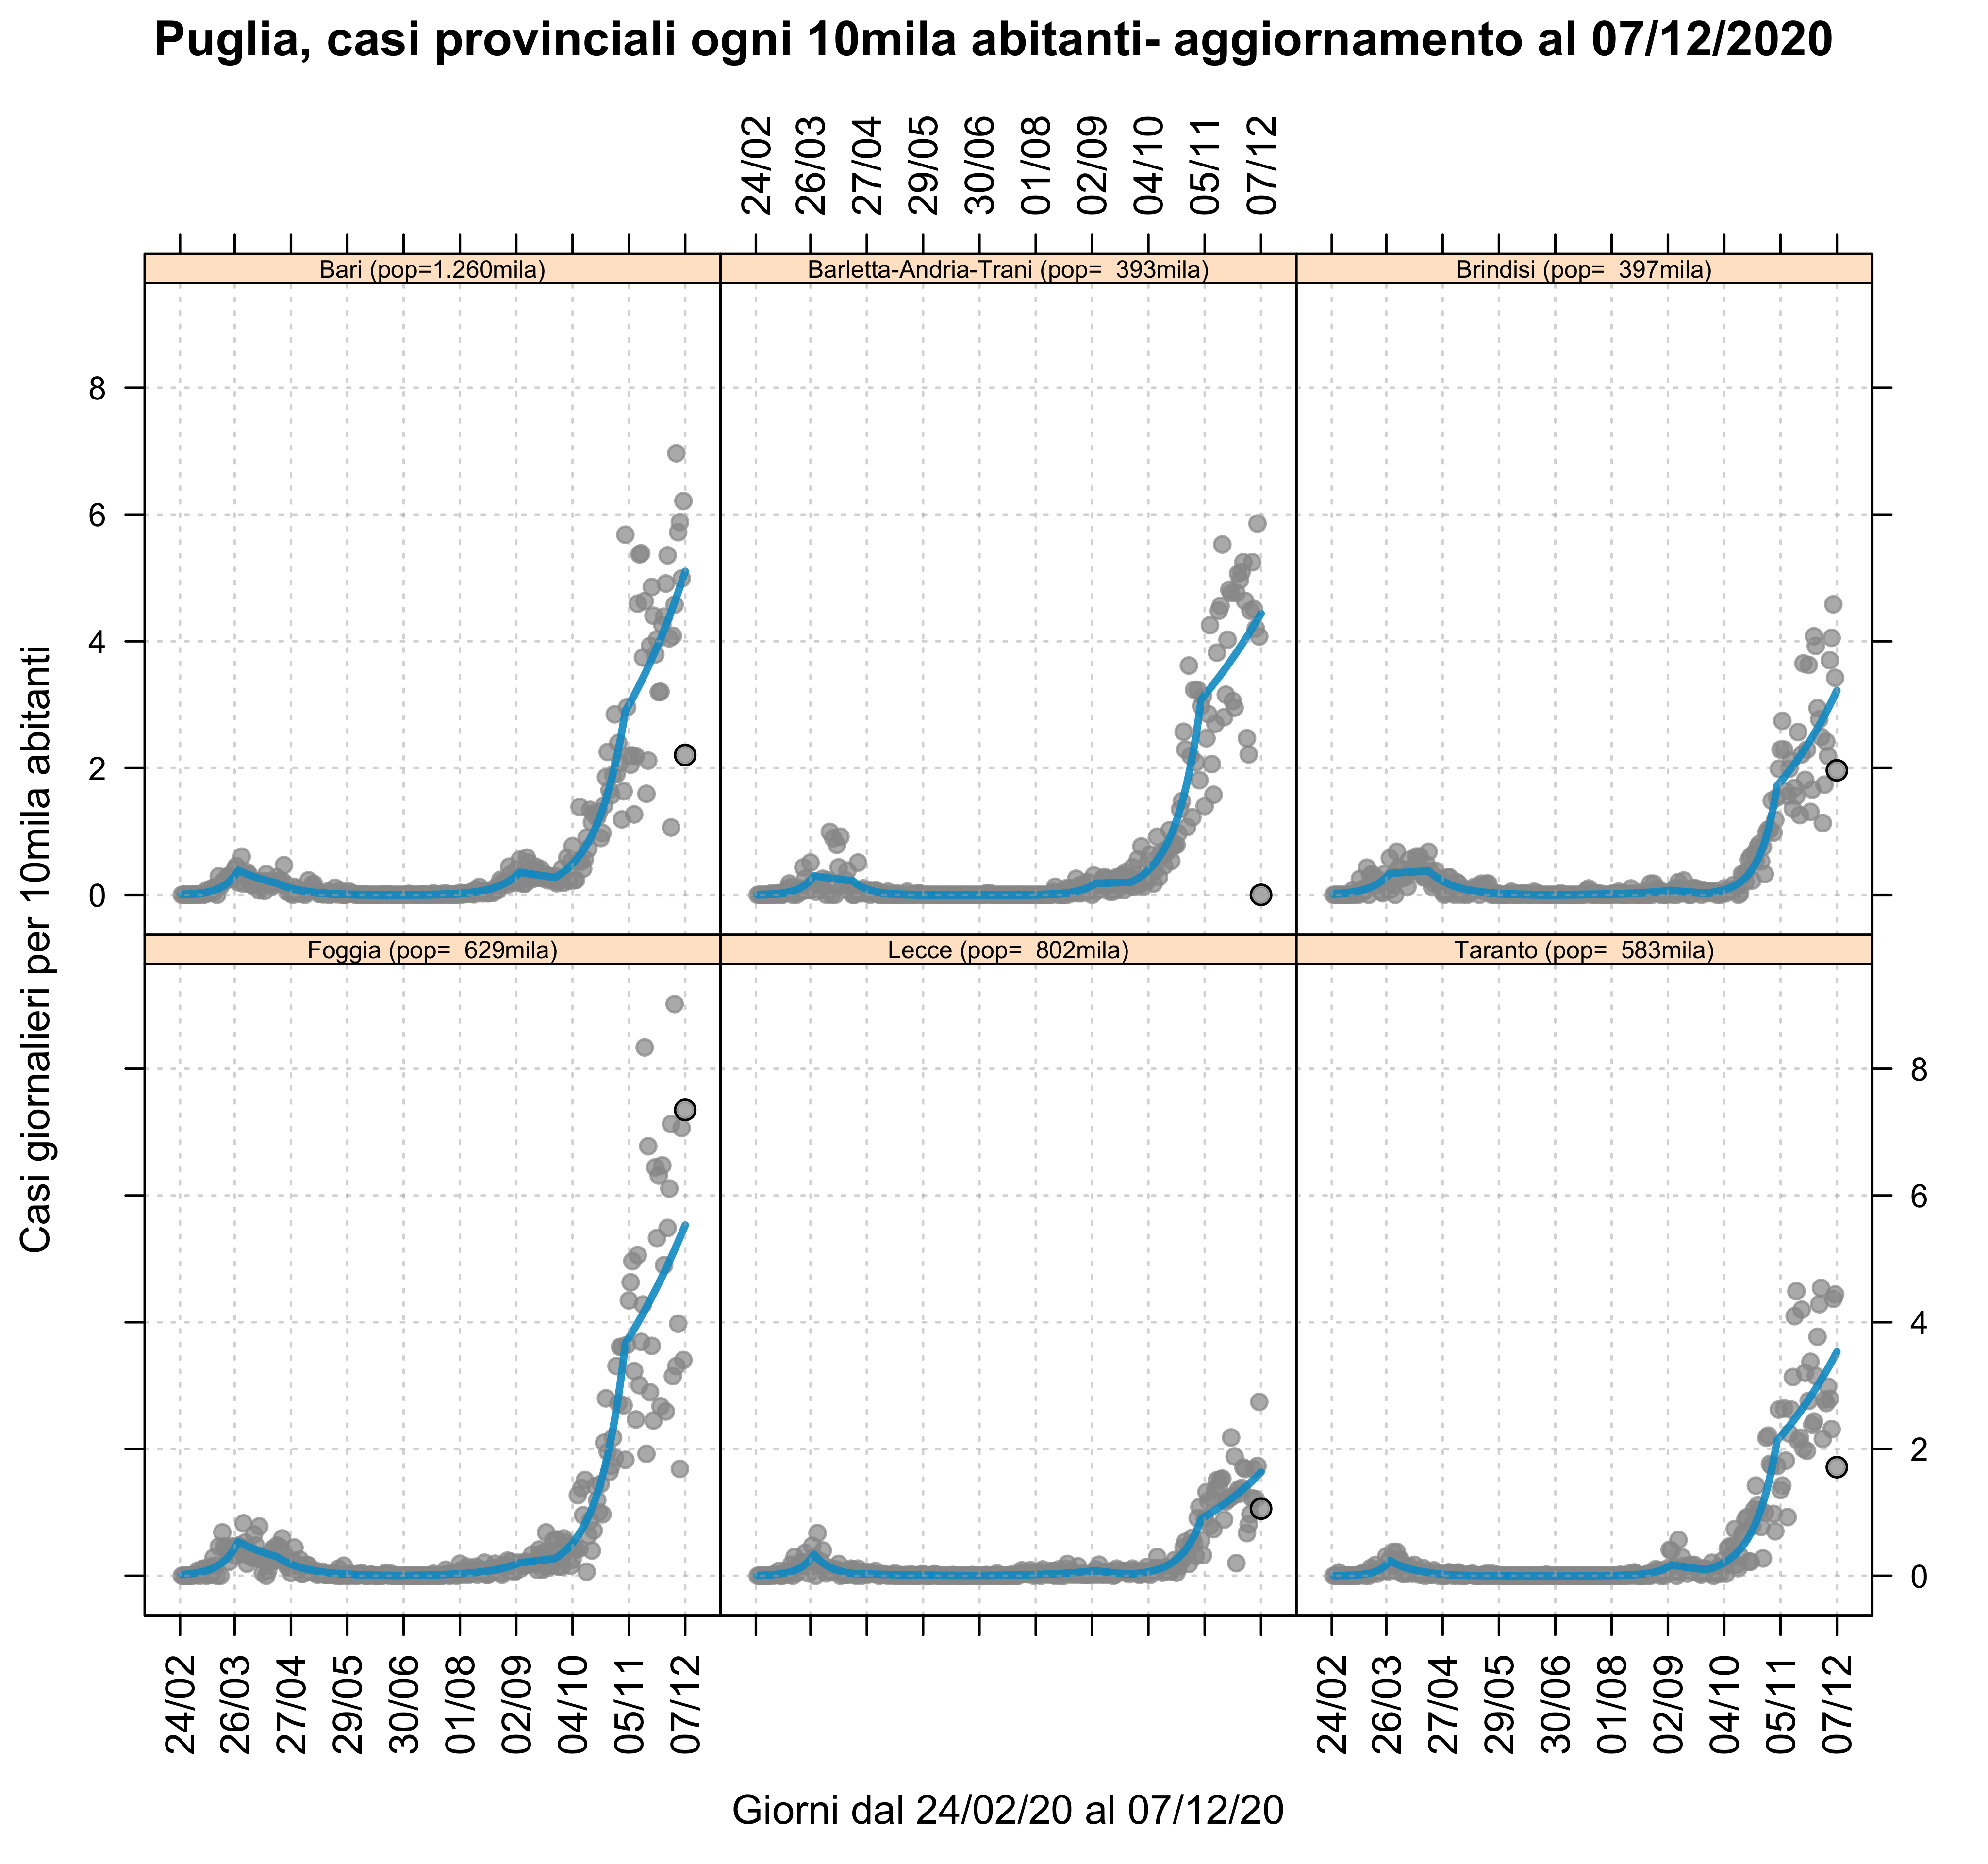 Puglia, casi provinciali ogni 10mila abitanti- aggiornamento al 07/12/2020
24/02 26/03 27/04 29/05 30/06 01/08 02/09 04/10 05/11 07/12
Bari (pop=1.260mila)
Barletta-Andria-Trani (pop=  393mila)
Brindisi (pop=  397mila)
8
6
4
2
0
Casi giornalieri per 10mila abitanti
Foggia (pop=  629mila)
Lecce (pop=  802mila)
Taranto (pop=  583mila)
8
6
4
2
0
24/02 26/03 27/04 29/05 30/06 01/08 02/09 04/10 05/11 07/12
24/02 26/03 27/04 29/05 30/06 01/08 02/09 04/10 05/11 07/12
Giorni dal 24/02/20 al 07/12/20